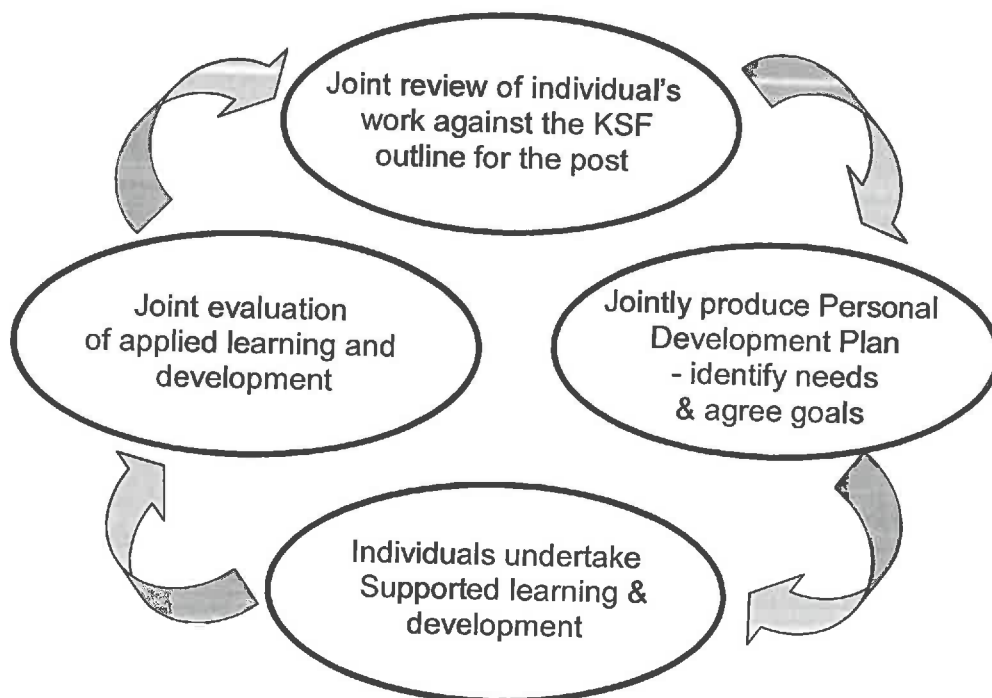 Joint review of individual's
work against the KSF
outline for the post
Jointly produce Personal
Development Plan
- identify needs
& agree goals
Individuals undertake
Supported learning &
development
Joint evaluation
of applied learning and
development